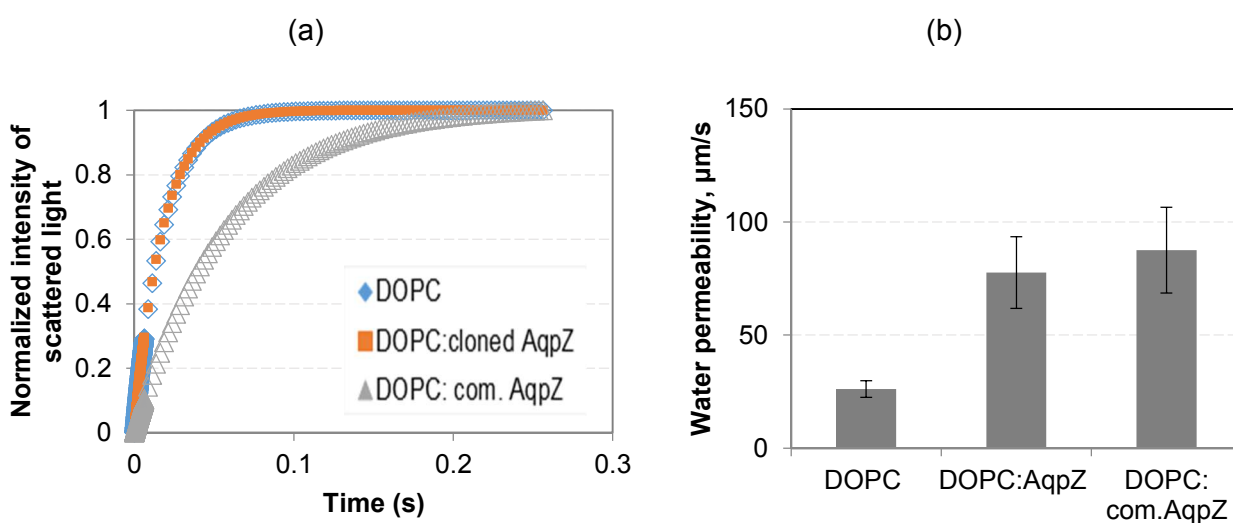 (a)
Normalized intensity of
scattered light
1
0.8
0.6
0.4
0.2
0
0
0.1
0.2
0.3
Time (s)
DOPC
DOPC:cloned AqpZ
DOPC: com. AqpZ
(b)
Water permeability, µm/s
150
100
50
0
DOPC
DOPC:AqpZ
DOPC:
com.AqpZ